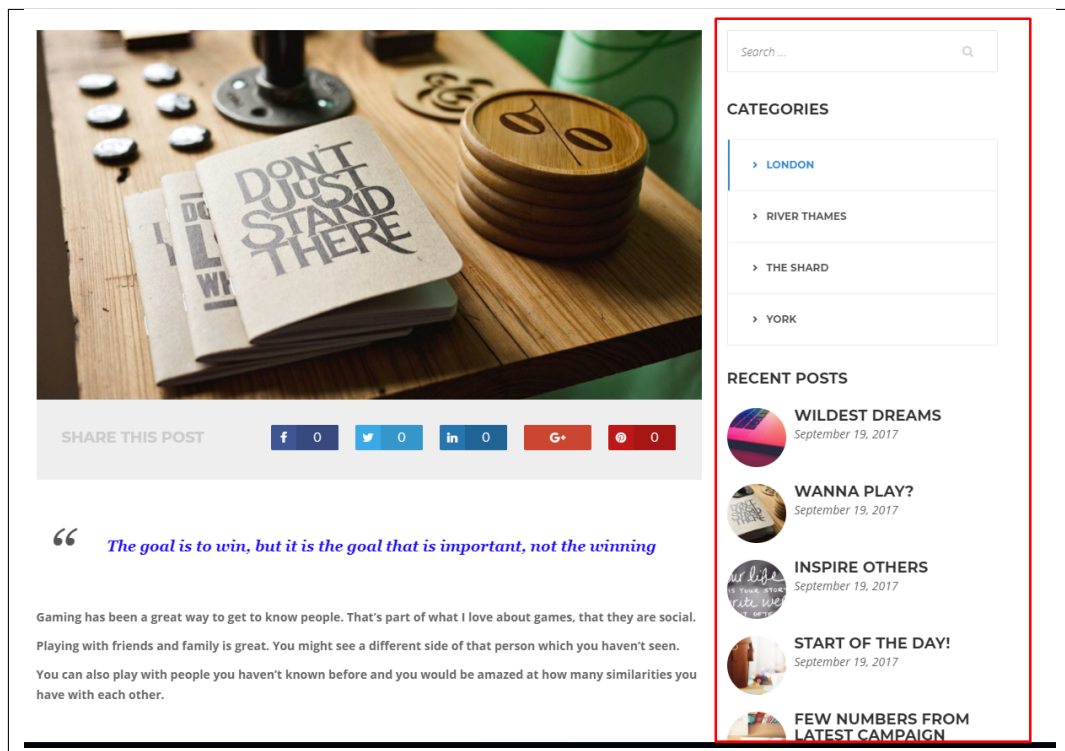 DON'T
JUST
STAND
THERE
SHARE THIS POST
0
0
0
G+
0
“ The goal is to win, but it is the goal that is important, not the winning
Gaming has been a great way to get to know people. That’s part of what I love about games, that they are social.
Playing with friends and family is great. You might see a different side of that person which you haven’t seen.
You can also play with people you haven’t known before and you would be amazed at how many similarities you
have with each other.
Search ...
CATEGORIES
LONDON
RIVER THAMES
THE SHARD
YORK
RECENT POSTS
WILDEST DREAMS
September 19, 2017
WANNA PLAY?
September 19, 2017
INSPIRE OTHERS
September 19, 2017
START OF THE DAY!
September 19, 2017
FEW NUMBERS FROM
LATEST CAMPAIGN